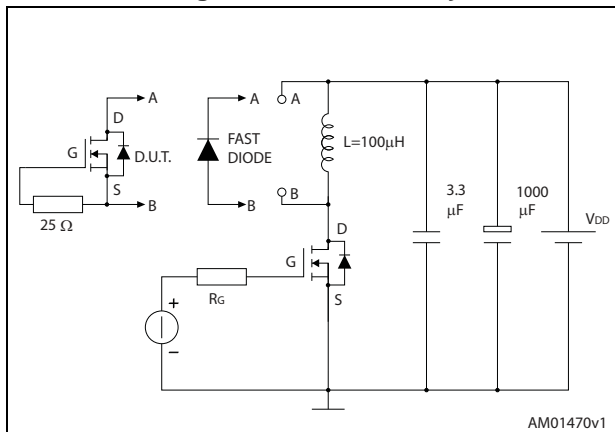 A
D
G
D.U.T.
S
B
25 Ω
A
FAST
DIODE
B
A
B
L=100μH
3.3
μF
1000
μF
VDD
D
G
S
RG
+
–
AM01470v1